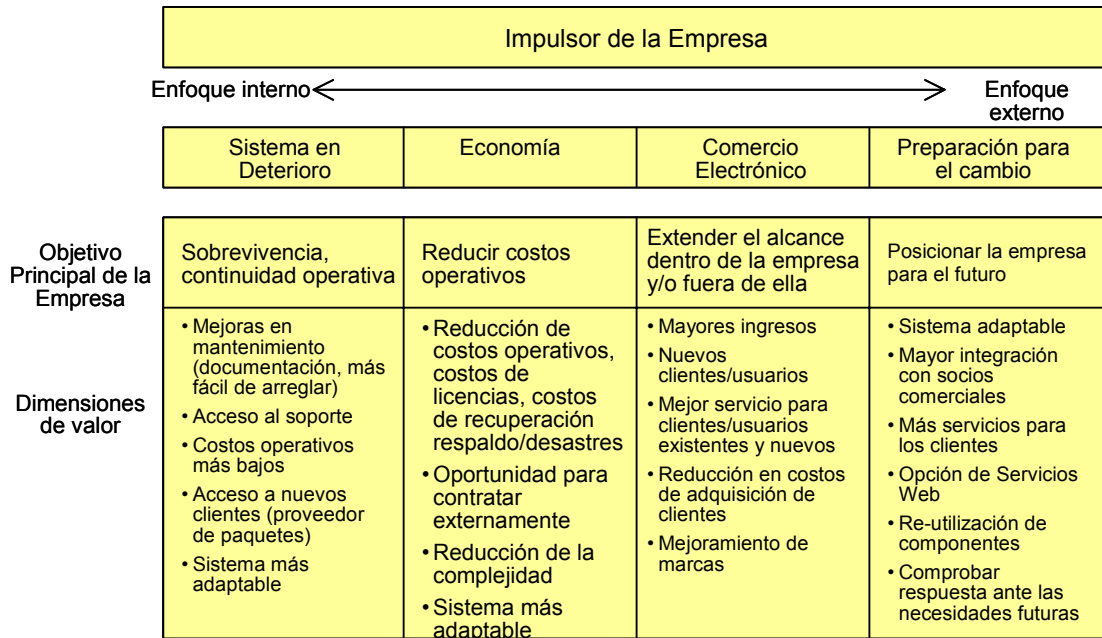 Impulsor de la Empresa
Enfoque interno
Enfoque
externo
Sistema en
Deterioro
Economía
Comercio
Electrónico
Preparación para
el cambio
Objetivo
Principal de la
Empresa
Sobrevivencia,
continuidad operativa
Reducir costos
operativos
Extender el alcance
dentro de la empresa
y/o fuera de ella
Posicionar la empresa
para el futuro
Dimensiones
de valor
• Mejoras en
mantenimiento
(documentación, más
fácil de arreglar)
• Acceso al soporte
• Costos operativos
más bajos
• Acceso a nuevos
clientes (proveedor
de paquetes)
• Sistema más
adaptable
• Reducción de
costos operativos,
costos de
licencias, costos
de recuperación
respaldo/desastres
• Oportunidad para
contratar
externamente
• Reducción de la
complejidad
• Sistema más
adaptable
• Mayores ingresos
• Nuevos
clientes/usuarios
• Mejor servicio para
clientes/usuarios
existentes y nuevos
• Reducción en costos
de adquisición de
clientes
• Mejoramiento de
marcas
• Sistema adaptable
• Mayor integración
con socios
comerciales
• Más servicios para
los clientes
• Opción de Servicios
Web
• Re-utilización de
componentes
• Comprobar
respuesta ante las
necesidades futuras